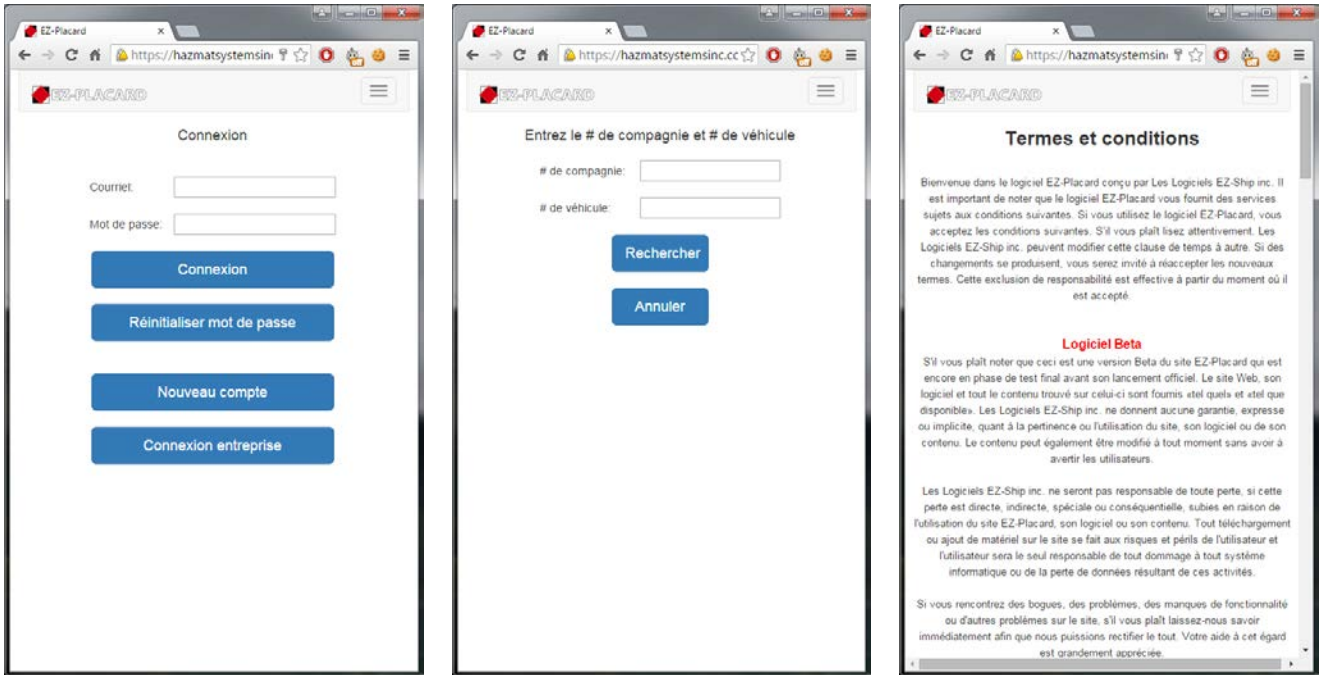 EZ-Placard
https://hazmatsystemsin
EZ-PLACARD
Connexion
Courriel:
Mot de passe:
Connexion
Réinitialiser mot de passe
Nouveau compte
Connexion entreprise
EZ-Placard
https://hazmatsystemsinc.cc
EZ-PLACARD
Entrez le # de compagnie et # de véhicule
# de compagnie:
# de véhicule:
Rechercher
Annuler
EZ-Placard
https://hazmatsystemsin
EZ-PLACARD
Termes et conditions
Bienvenue dans le logiciel EZ-Placard conçu par Les Logiciels EZ-Ship inc. Il
est important de noter que le logiciel EZ-Placard vous fournit des services
sujets aux conditions suivantes. Si vous utilisez le logiciel EZ-Placard, vous
acceptez les conditions suivantes. S'il vous plaît lisez attentivement. Les
Logiciels EZ-Ship inc. peuvent modifier cette clause de temps à autre. Si des
changements se produisent, vous serez invité à réaccepter les nouveaux
termes. Cette exclusion de responsabilité est effective à partir du moment où il
est accepté.
Logiciel Beta
S'il vous plaît noter que ceci est une version Beta du site EZ-Placard qui est
encore en phase de test final avant son lancement officiel. Le site Web, son
logiciel et tout le contenu trouvé sur celui-ci sont fournis «tel quel» et «tel que
disponible». Les Logiciels EZ-Ship inc. ne donnent aucune garantie, expresse
ou implicite, quant à la pertinence ou l'utilisation du site, son logiciel ou de son
contenu. Le contenu peut également être modifié à tout moment sans avoir à
avertir les utilisateurs.
Les Logiciels EZ-Ship inc. ne seront pas responsable de toute perte, si cette
perte est directe, indirecte, spéciale ou conséquentielle, subies en raison de
l'utilisation du site EZ-Placard, son logiciel ou son contenu. Tout téléchargement
ou ajout de matériel sur le site se fait aux risques et périls de l'utilisateur et
l'utilisateur sera le seul responsable de tout dommage à tout système
informatique ou de la perte de données résultant de ces activités.
Si vous rencontrez des bogues, des problèmes, des manques de fonctionnalité
ou d'autres problèmes sur le site, s'il vous plaît laissez-nous savoir
immédiatement afin que nous puissions rectifier le tout. Votre aide à cet égard
est grandement appréciée.